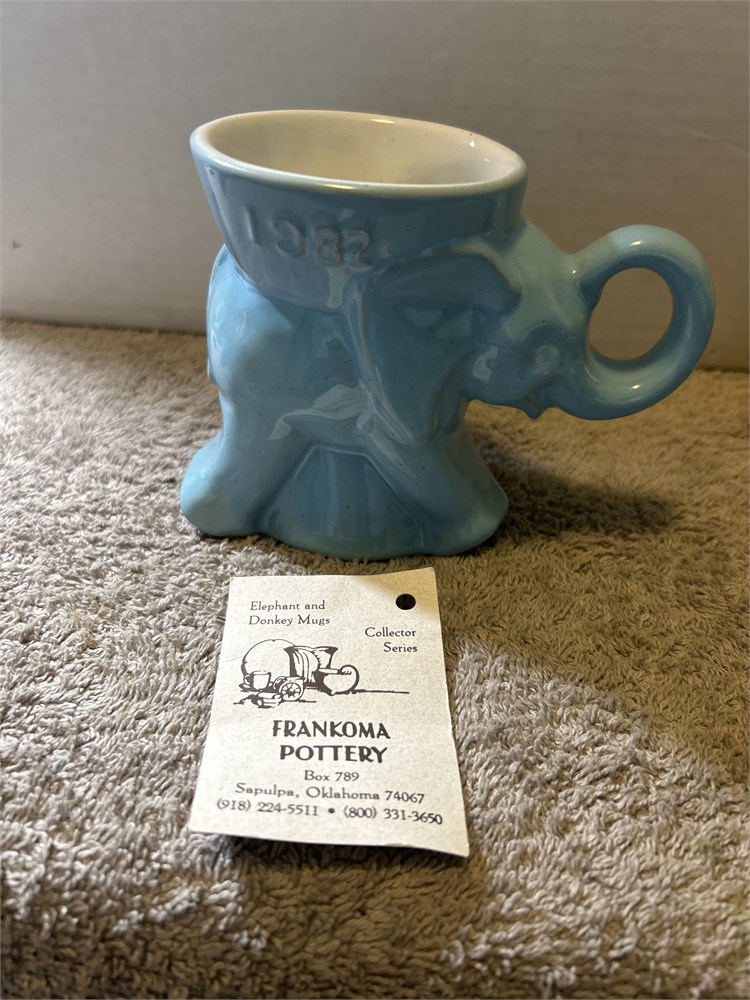 1982
Elephant and
Donkey Mugs
Collector
Series
FRANKOMA
POTTERY
Box 789
Sapulpa, Oklahoma 74067
(918) 224-5511 • (800) 331-3650